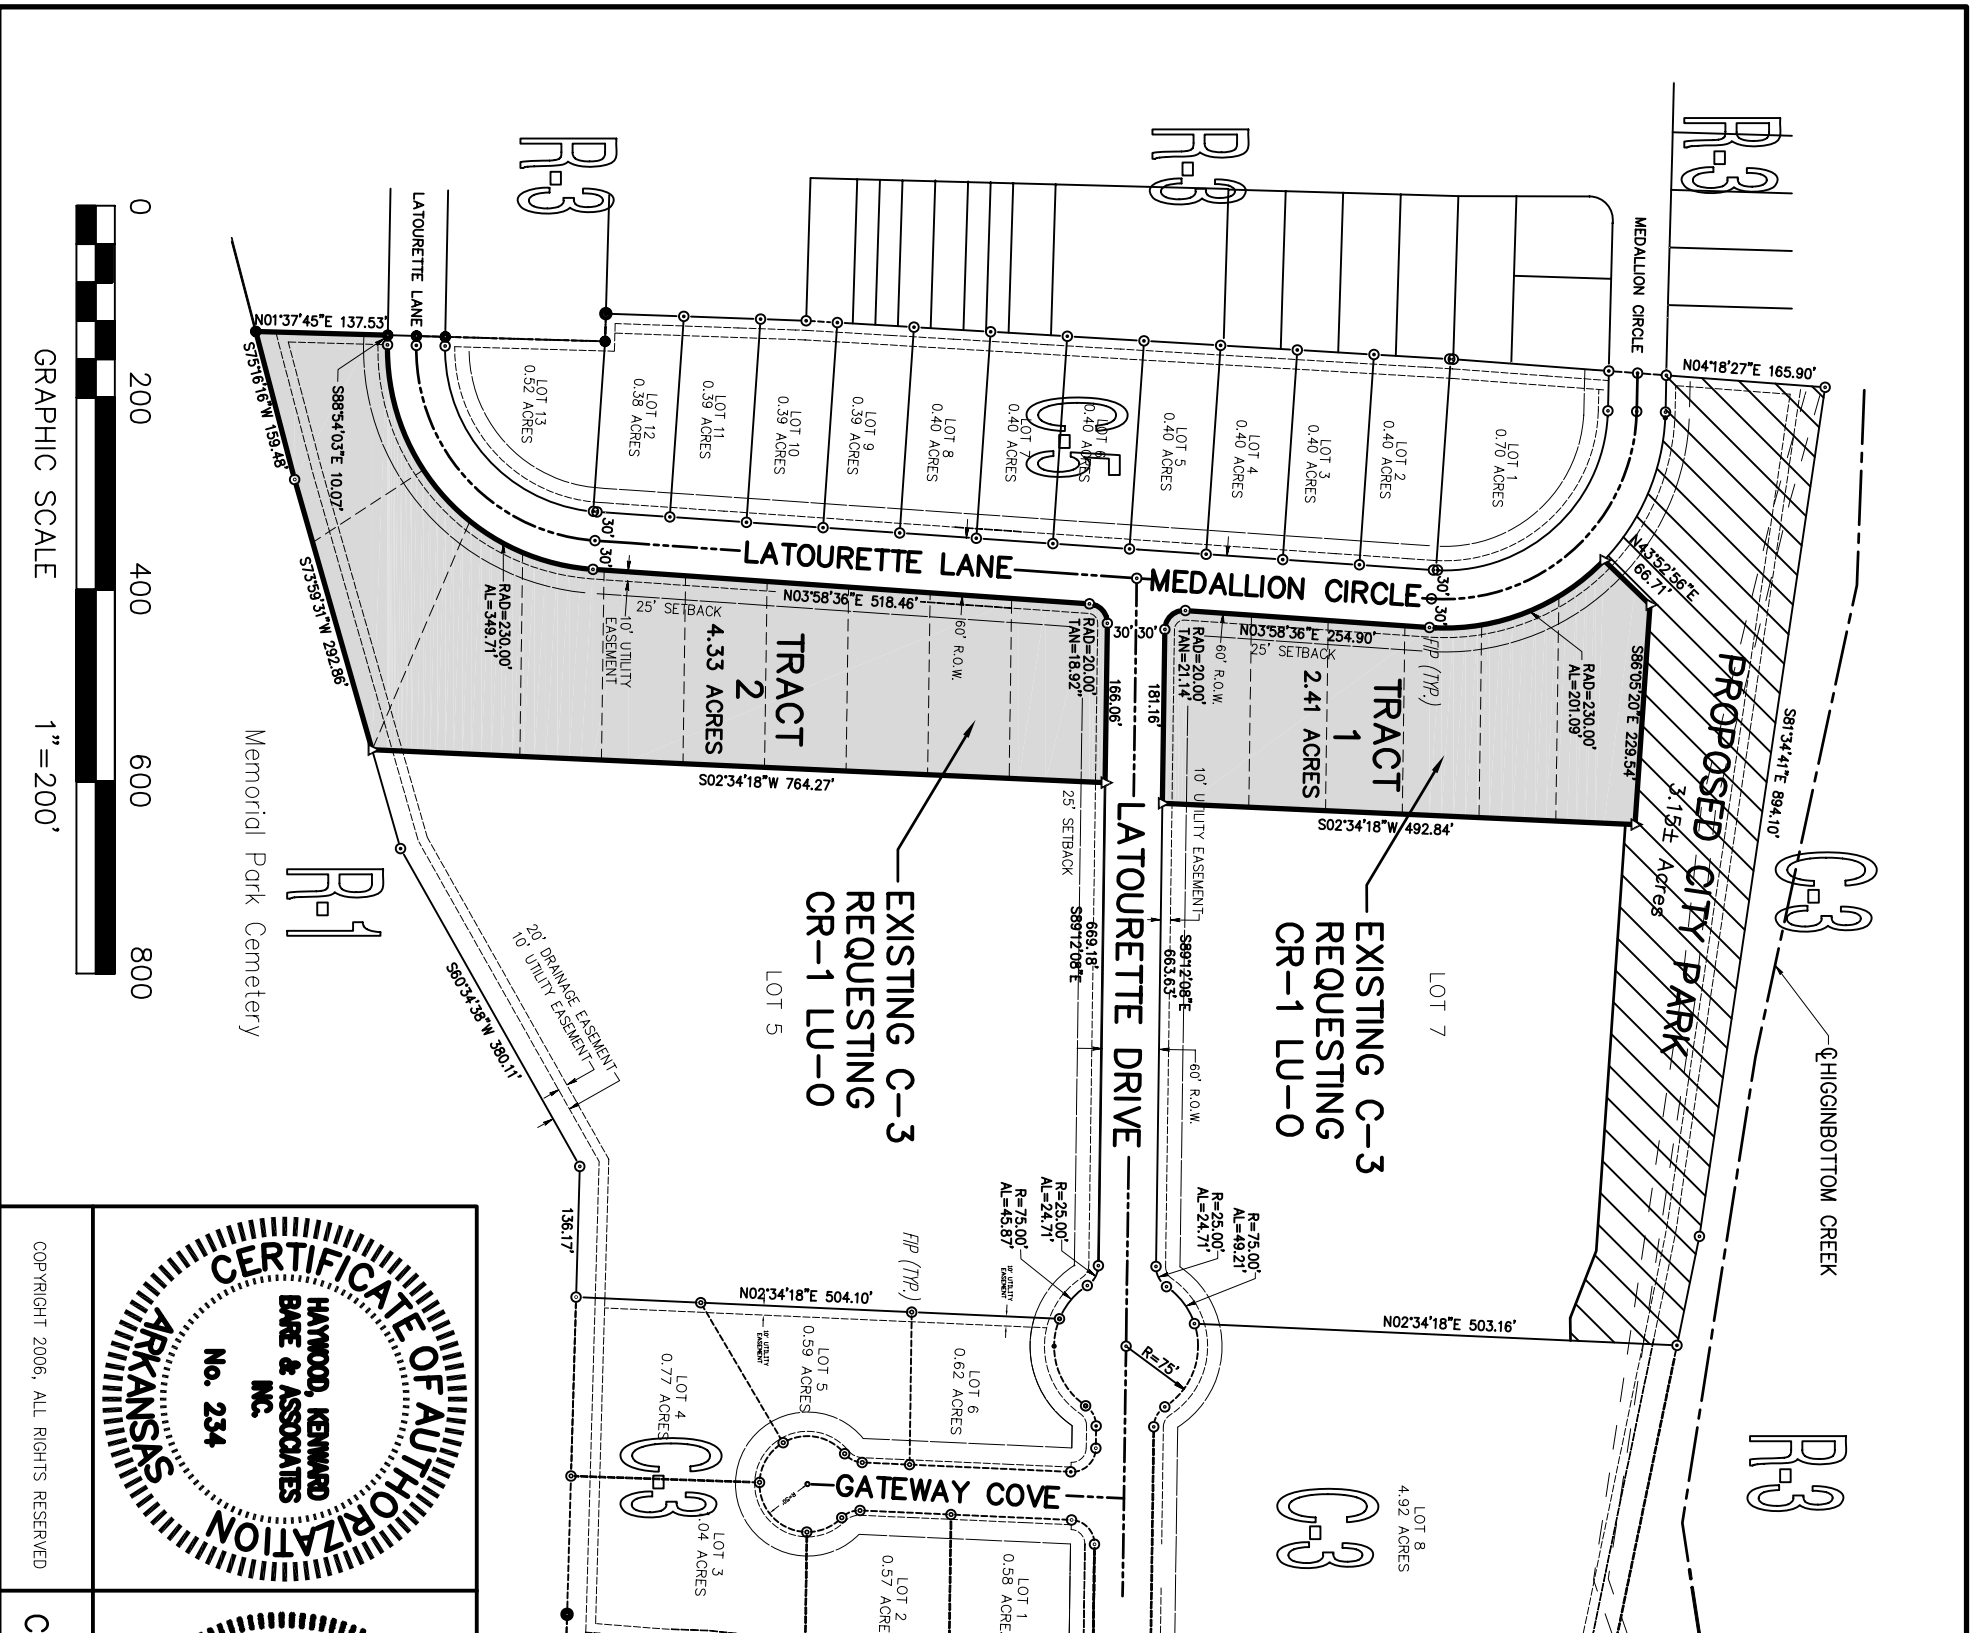 R-3
R-3
R-3
MEDALLION CIRCLE
LATOURETTE LANE
N04°18'27"E 165.90'
N01°37'45"E 137.53'
S75°16'16"W 159.48'
S88°54'03"E 10.07'
S73°59'31"W 292.86'
LOT 13
0.52 ACRES
LOT 12
0.38 ACRES
LOT 11
0.39 ACRES
LOT 10
0.39 ACRES
LOT 9
0.39 ACRES
LOT 8
0.40 ACRES
LOT 7
0.40 ACRES
LOT 6
0.40 ACRES
C-5
LOT 5
0.40 ACRES
LOT 4
0.40 ACRES
LOT 3
0.40 ACRES
LOT 2
0.40 ACRES
LOT 1
0.70 ACRES
30'
30'
LATOURETTE LANE
MEDALLION CIRCLE
30'
30'
N43°52'56"E
66.71'
RAD=230.00'
AL=349.71'
10' UTILITY
EASEMENT
25' SETBACK
N03°58'36"E 518.46'
60' R.O.W.
RAD=20.00'
TAN=18.92'
30'
30'
166.06'
181.16'
RAD=20.00'
TAN=21.14'
60' R.O.W.
N03°58'36"E 254.90'
25' SETBACK
FIP (TYP.)
RAD=230.00'
AL=201.09'
S86°05'20"E 229.54'
TRACT
2
4.33 ACRES
TRACT
1
2.41 ACRES
S02°34'18"W 764.27'
S02°34'18"W 492.84'
PROPOSED CITY PARK
3.15± Acres
S81°34'41"E 894.10'
C-3
℄HIGGINBOTTOM CREEK
LOT 7
EXISTING C-3
REQUESTING
CR-1 LU-O
10' UTILITY EASEMENT
S89°12'08"E
663.63'
60' R.O.W.
LATOURETTE DRIVE
25' SETBACK
669.18'
S89°12'08"E
EXISTING C-3
REQUESTING
CR-1 LU-O
LOT 5
R-1
Memorial Park Cemetery
20' DRAINAGE EASEMENT
10' UTILITY EASEMENT
S60°34'38"W 380.11'
136.17'
FIP (TYP.)
N02°34'18"E 504.10'
10' UTILITY
EASEMENT
10' UTILITY
EASEMENT
R=25.00'
AL=24.71'
R=75.00'
AL=45.87'
R=75.00'
AL=49.21'
R=25.00'
AL=24.71'
R=75'
N02°34'18"E 503.16'
LOT 6
0.62 ACRES
LOT 5
0.59 ACRES
LOT 4
0.77 ACRES
C-3
GATEWAY COVE
LOT 3
.04 ACRES
LOT 2
0.57 ACRE
LOT 1
0.58 ACRES
C-3
LOT 8
4.92 ACRES
R-3
0 200 400 600 800
GRAPHIC SCALE 1"=200'
CERTIFICATE OF AUTHORIZATION
HAYWOOD, KENWARD
BARE & ASSOCIATES
INC.
No. 234
ARKANSAS
COPYRIGHT 2006, ALL RIGHTS RESERVED
C